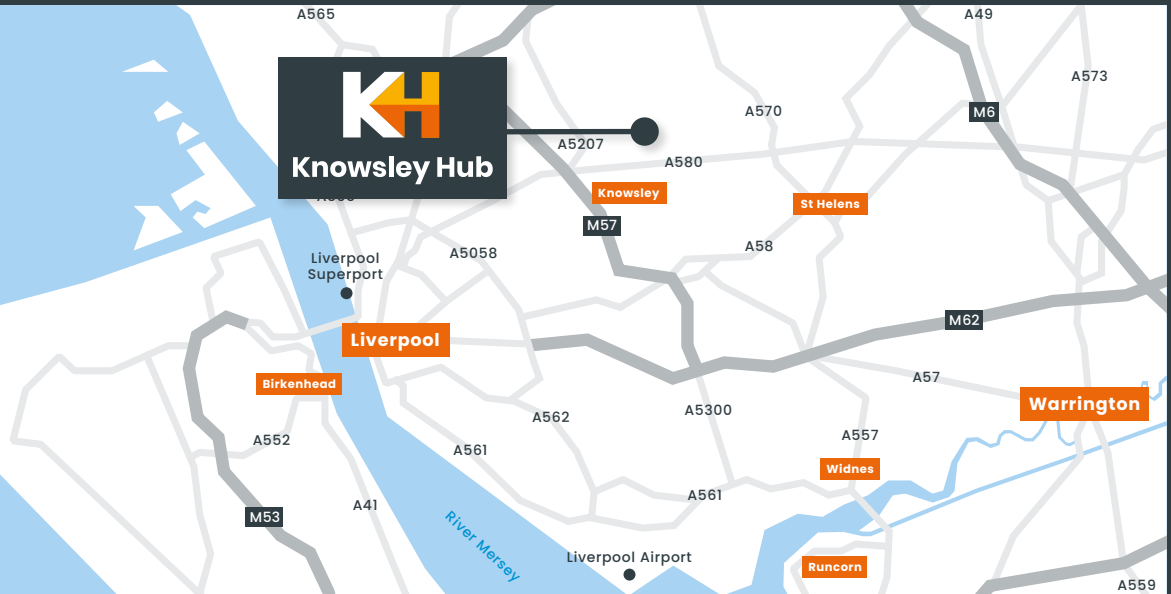 A565
A49
A573
A570
M6
KH
Knowsley Hub
A5207
A580
Knowsley
St Helens
M57
A58
A5058
Liverpool
Superport
M62
Liverpool
Birkenhead
A57
Warrington
A5300
A562
A557
A552
A561
Widnes
A561
A41
M53
River Mersey
Liverpool Airport
Runcorn
A559